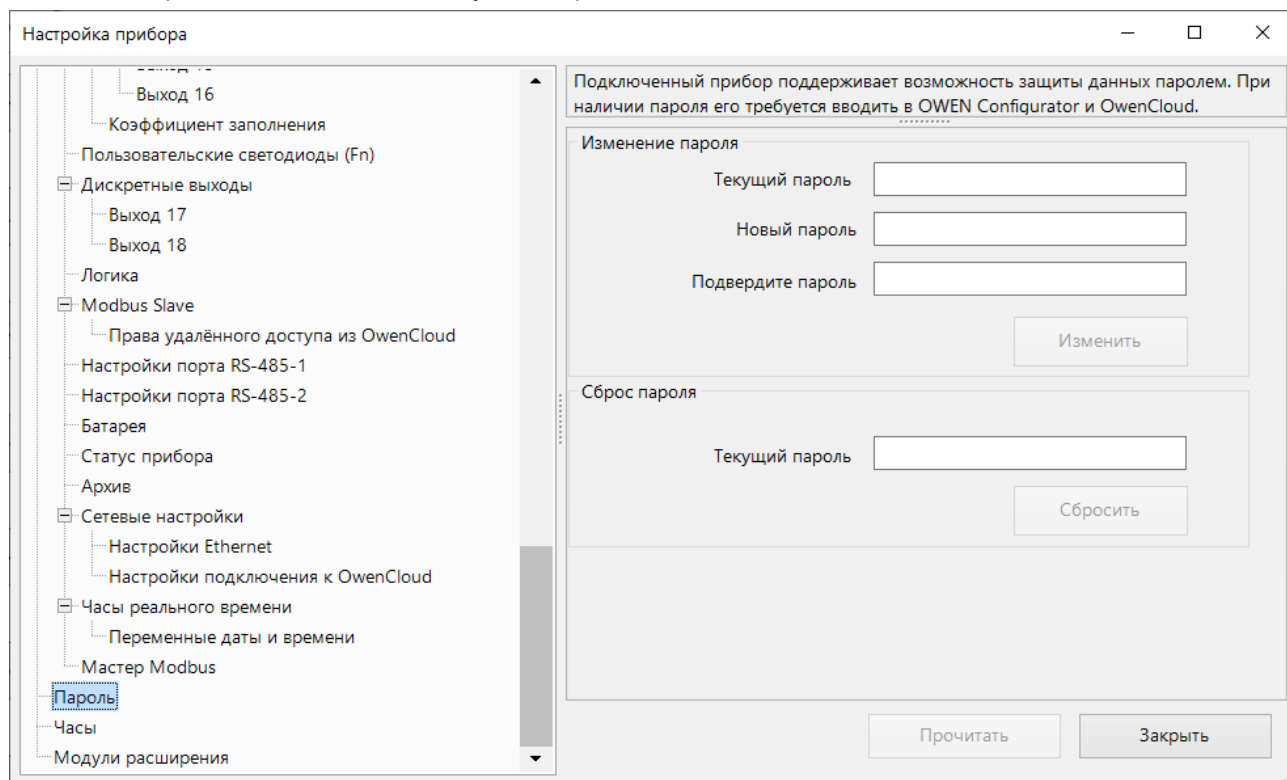 Настройка прибора
Выход 16
Коэффициент заполнения
Пользовательские светодиоды (Fn)
Дискретные выходы
Выход 17
Выход 18
Логика
Modbus Slave
Права удалённого доступа из OwenCloud
Настройки порта RS-485-1
Настройки порта RS-485-2
Батарея
Статус прибора
Архив
Сетевые настройки
Настройки Ethernet
Настройки подключения к OwenCloud
Часы реального времени
Переменные даты и времени
Мастер Modbus
Пароль
Часы
Модули расширения
Подключенный прибор поддерживает возможность защиты данных паролем. При
наличии пароля его требуется вводить в OWEN Configurator и OwenCloud.
Изменение пароля
Текущий пароль
Новый пароль
Подвердите пароль
Изменить
Сброс пароля
Текущий пароль
Сбросить
Прочитать
Закрыть